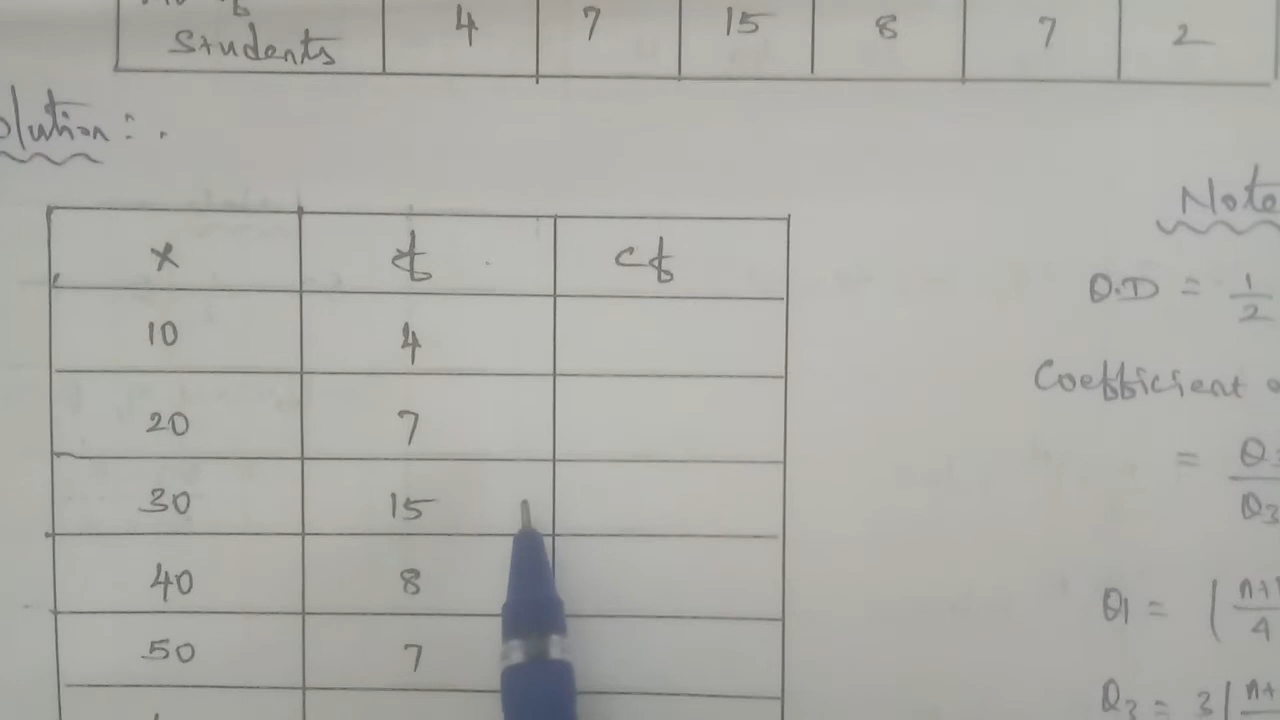 Students 4 7 15 8 7 2
olution :.
Note
x f cf
Q.D = 1/2
10 4
Coefficient
20 7
= Q
30 15
Q3
40 8
Q1 = ( n+1
4
50 7
Q3 = 3( n+